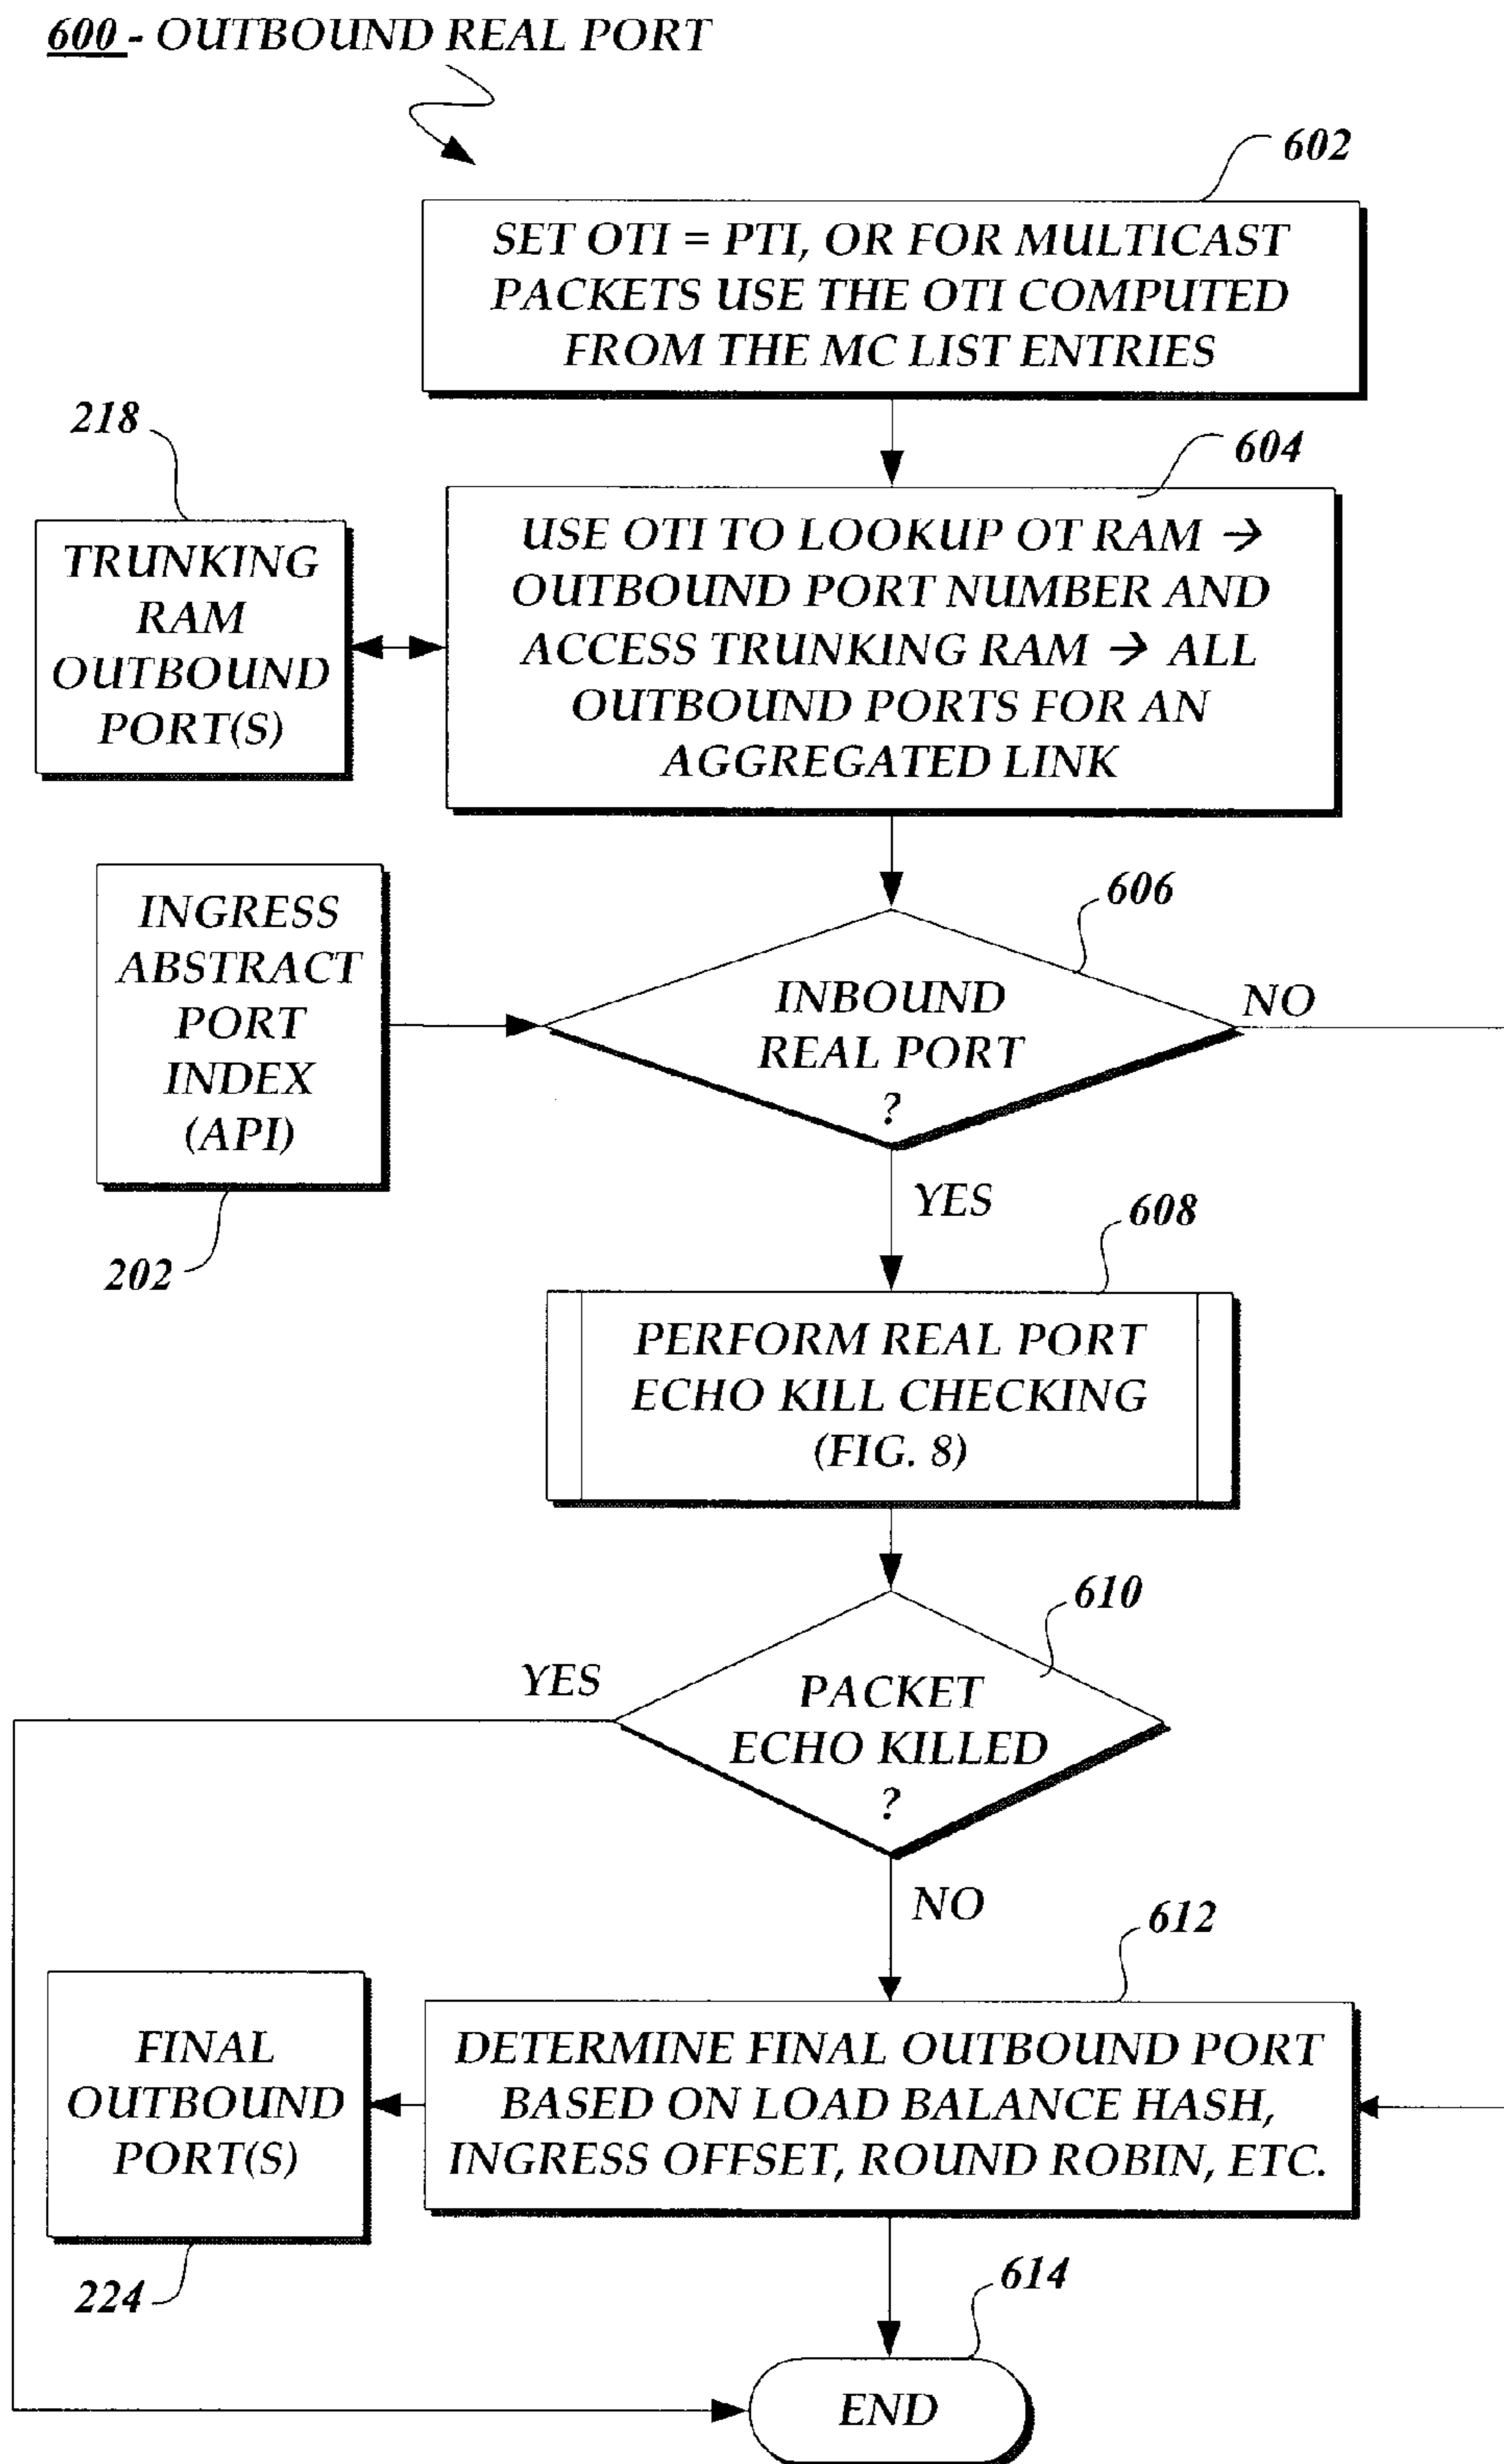 600 - OUTBOUND REAL PORT
602
SET OTI = PTI, OR FOR MULTICAST
PACKETS USE THE OTI COMPUTED
FROM THE MC LIST ENTRIES
218
604
TRUNKING
RAM
OUTBOUND
PORT(S)
USE OTI TO LOOKUP OT RAM →
OUTBOUND PORT NUMBER AND
ACCESS TRUNKING RAM → ALL
OUTBOUND PORTS FOR AN
AGGREGATED LINK
INGRESS
ABSTRACT
PORT
INDEX
(API)
202
606
INBOUND
REAL PORT
?
NO
YES
608
PERFORM REAL PORT
ECHO KILL CHECKING
(FIG. 8)
610
YES
PACKET
ECHO KILLED
?
NO
612
FINAL
OUTBOUND
PORT(S)
224
DETERMINE FINAL OUTBOUND PORT
BASED ON LOAD BALANCE HASH,
INGRESS OFFSET, ROUND ROBIN, ETC.
614
END